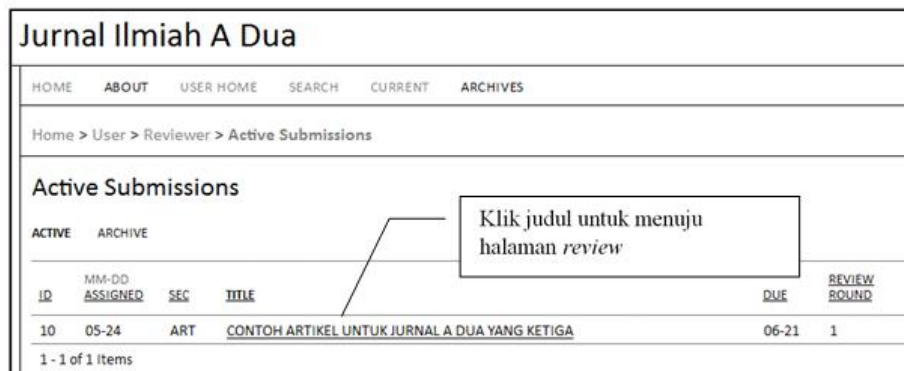 Jurnal Ilmiah A Dua
HOME ABOUT USER HOME SEARCH CURRENT ARCHIVES
Home > User > Reviewer > Active Submissions
Active Submissions
Klik judul untuk menuju
halaman review
ACTIVE ARCHIVE
MM-DD REVIEW
ID ASSIGNED SEC TITLE DUE ROUND
10 05-24 ART CONTOH ARTIKEL UNTUK JURNAL A DUA YANG KETIGA 06-21 1
1 - 1 of 1 Items